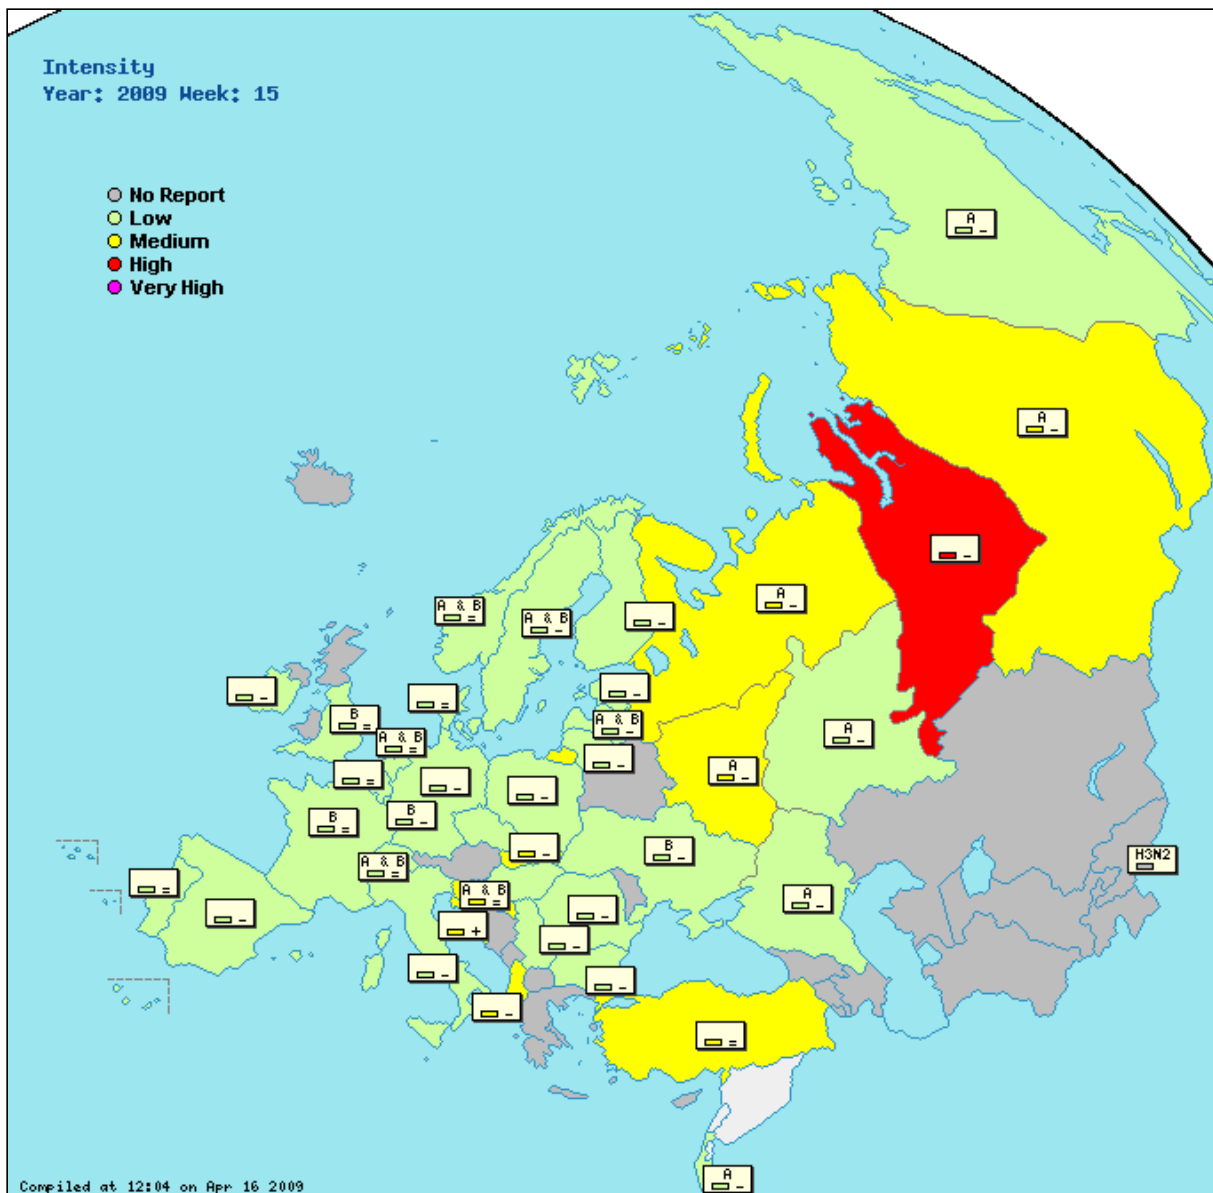 Intensity
Year: 2009 Week: 15
No Report
Low
Medium
High
Very High
A
-
A
-
-
A
-
A & B
=
A & B
-
-
-
-
=
B
=
A & B
-
A & B
=
A
-
A
-
-
=
-
-
B
=
B
-
-
B
-
A & B
=
H3N2
=
A & B
=
A
-
-
-
+
-
-
-
-
=
A
-
Compiled at 12:04 on Apr 16 2009